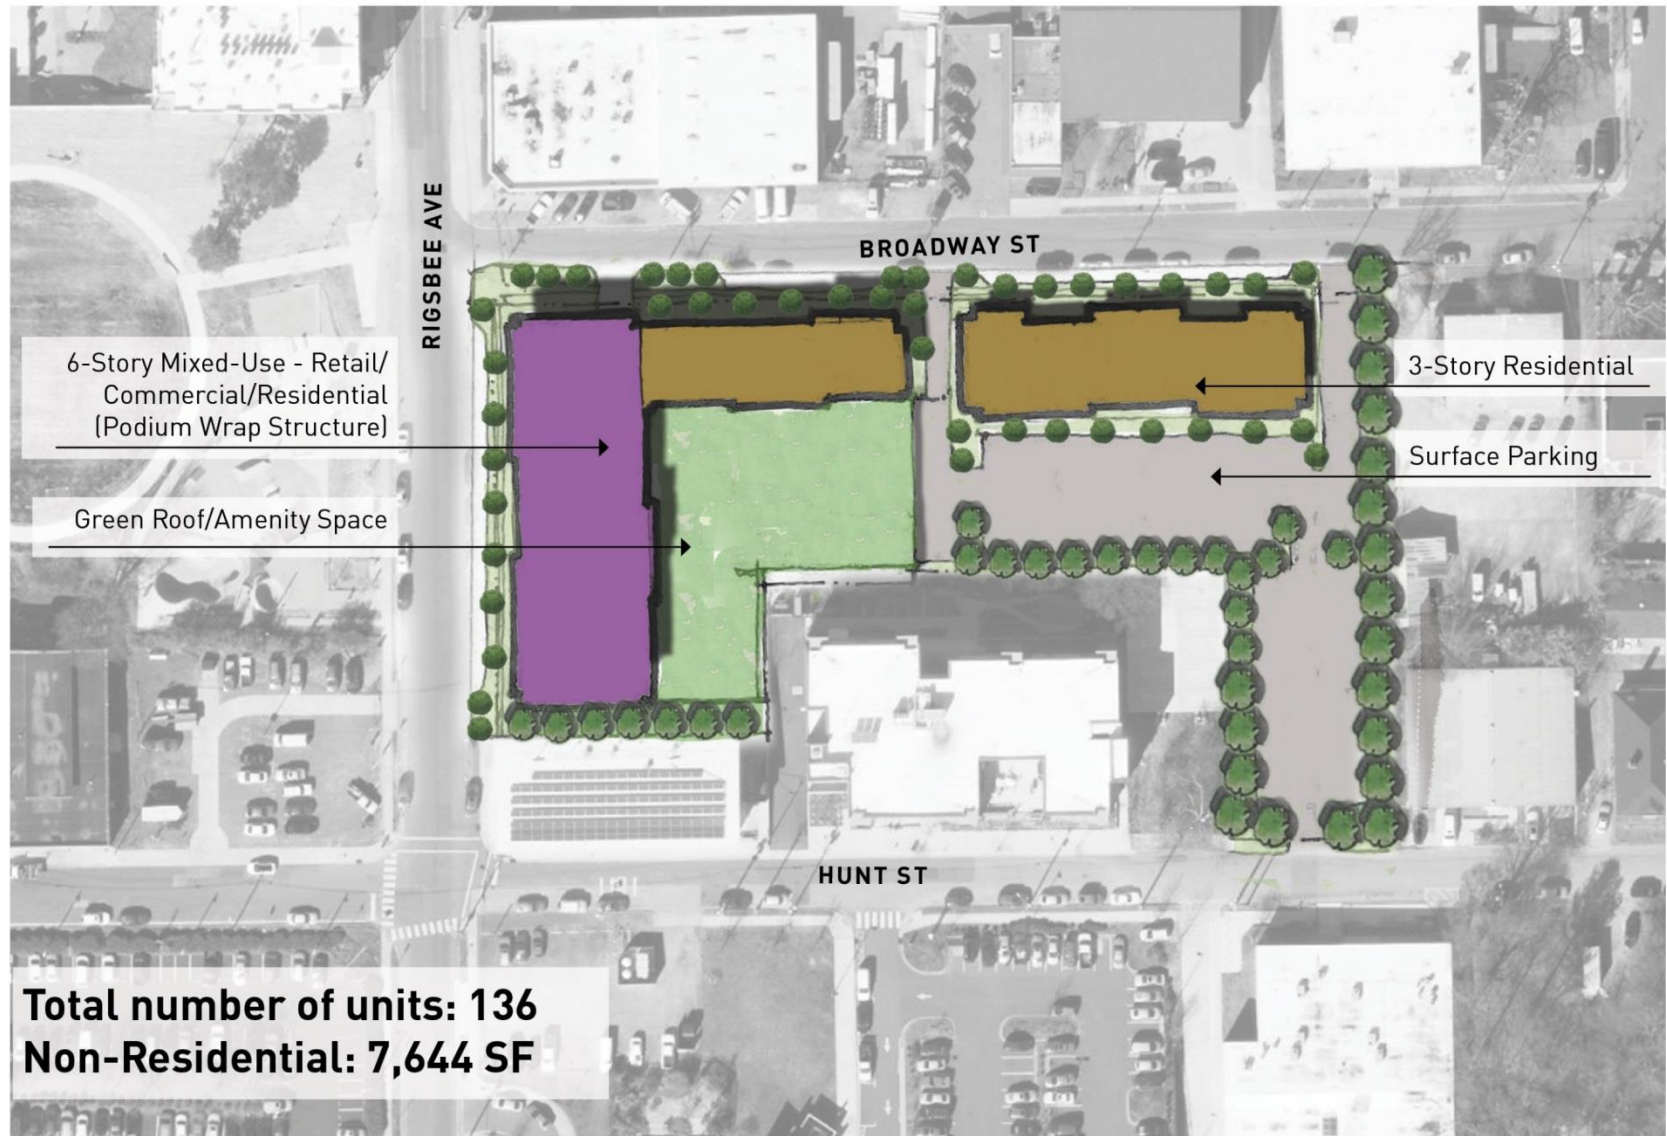 RIGSBEE AVE
BROADWAY ST
6-Story Mixed-Use - Retail/
Commercial/Residential
(Podium Wrap Structure)
3-Story Residential
Surface Parking
Green Roof/Amenity Space
HUNT ST
Total number of units: 136
Non-Residential: 7,644 SF